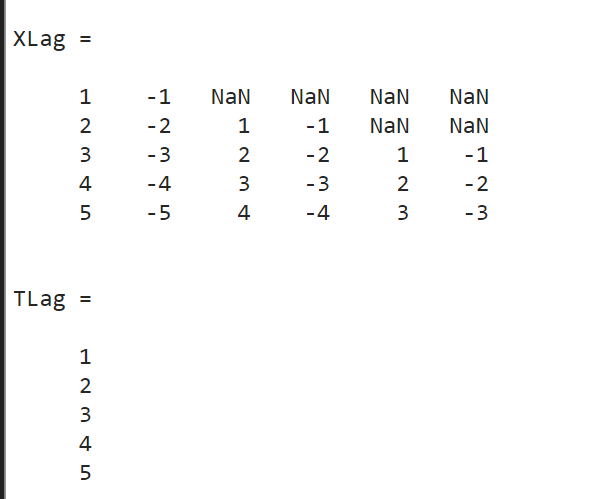 XLag =
1 -1 NaN NaN NaN NaN
2 -2 1 -1 NaN NaN
3 -3 2 -2 1 -1
4 -4 3 -3 2 -2
5 -5 4 -4 3 -3
TLag =
1
2
3
4
5